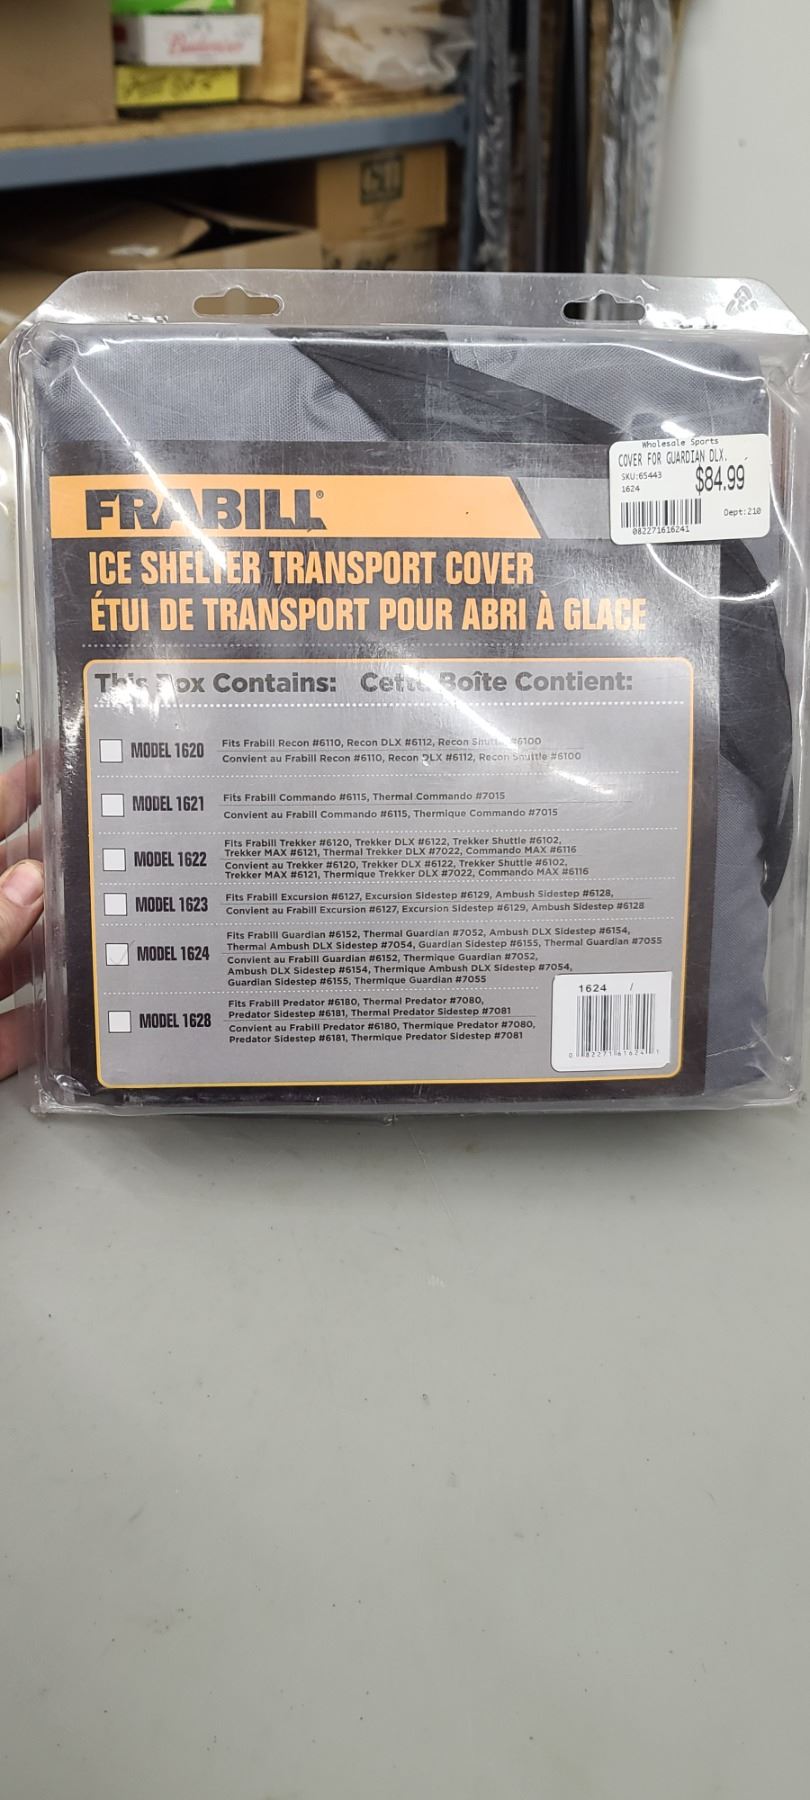 Budweiser
Wholesale Sports
COVER FOR GUARDIAN DLX.
SKU:65443
$84.99
1624
Dept:210
082271616241
FRABILL®
ICE SHELTER TRANSPORT COVER
ÉTUI DE TRANSPORT POUR ABRI À GLACE
This Box Contains: Cette Boîte Contient:
MODEL 1620
Fits Frabill Recon #6110, Recon DLX #6112, Recon Shuttle #6100
Convient au Frabill Recon #6110, Recon DLX #6112, Recon Shuttle #6100
MODEL 1621
Fits Frabill Commando #6115, Thermal Commando #7015
Convient au Frabill Commando #6115, Thermique Commando #7015
MODEL 1622
Fits Frabill Trekker #6120, Trekker DLX #6122, Trekker Shuttle #6102,
Trekker MAX #6121, Thermal Trekker DLX #7022, Commando MAX #6116
Convient au Trekker #6120, Trekker DLX #6122, Trekker Shuttle #6102,
Trekker MAX #6121, Thermique Trekker DLX #7022, Commando MAX #6116
MODEL 1623
Fits Frabill Excursion #6127, Excursion Sidestep #6129, Ambush Sidestep #6128,
Convient au Frabill Excursion #6127, Excursion Sidestep #6129, Ambush Sidestep #6128
MODEL 1624
Fits Frabill Guardian #6152, Thermal Guardian #7052, Ambush DLX Sidestep #6154,
Thermal Ambush DLX Sidestep #7054, Guardian Sidestep #6155, Thermal Guardian #7055
Convient au Frabill Guardian #6152, Thermique Guardian #7052,
Ambush DLX Sidestep #6154, Thermique Ambush DLX Sidestep #7054,
Guardian Sidestep #6155, Thermique Guardian #7055
MODEL 1628
Fits Frabill Predator #6180, Thermal Predator #7080,
Predator Sidestep #6181, Thermal Predator Sidestep #7081
Convient au Frabill Predator #6180, Thermique Predator #7080,
Predator Sidestep #6181, Thermique Predator Sidestep #7081
1624 /
0 82271 61624 1